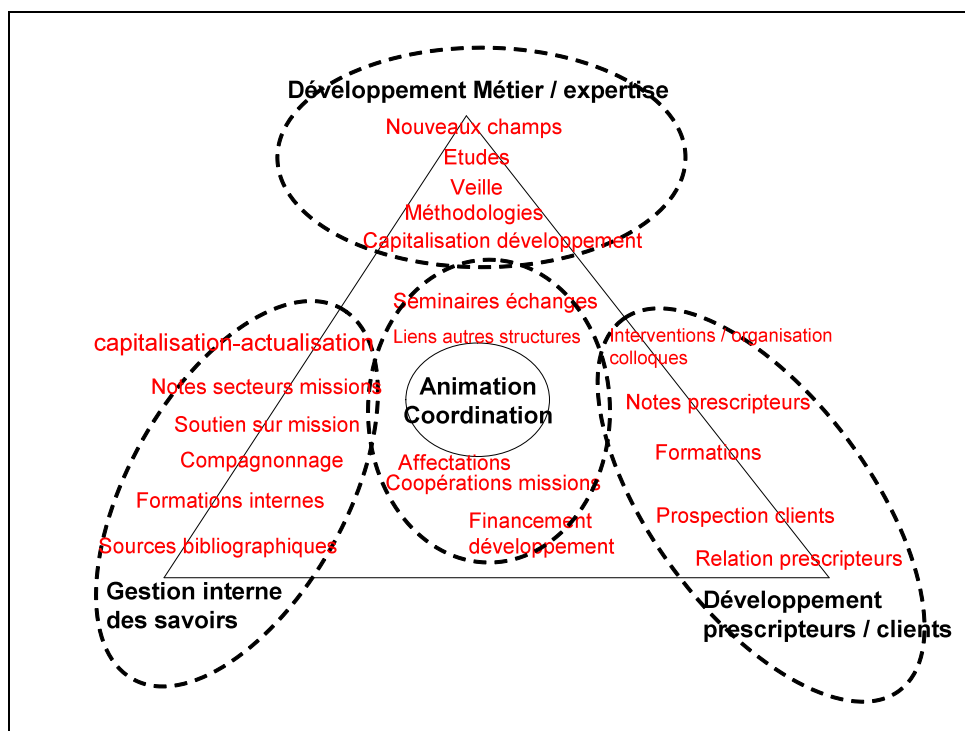 Développement Métier / expertise
Nouveaux champs
Etudes
Veille
Méthodologies
Capitalisation développement
Séminaires échanges
Liens autres structures
Animation
Coordination
Affectations
Coopérations missions
Financement
développement
capitalisation-actualisation
Notes secteurs missions
Soutien sur mission
Compagnonnage
Formations internes
Sources bibliographiques
Gestion interne
des savoirs
Interventions / organisation
colloques
Notes prescripteurs
Formations
Prospection clients
Relation prescripteurs
Développement
prescripteurs / clients